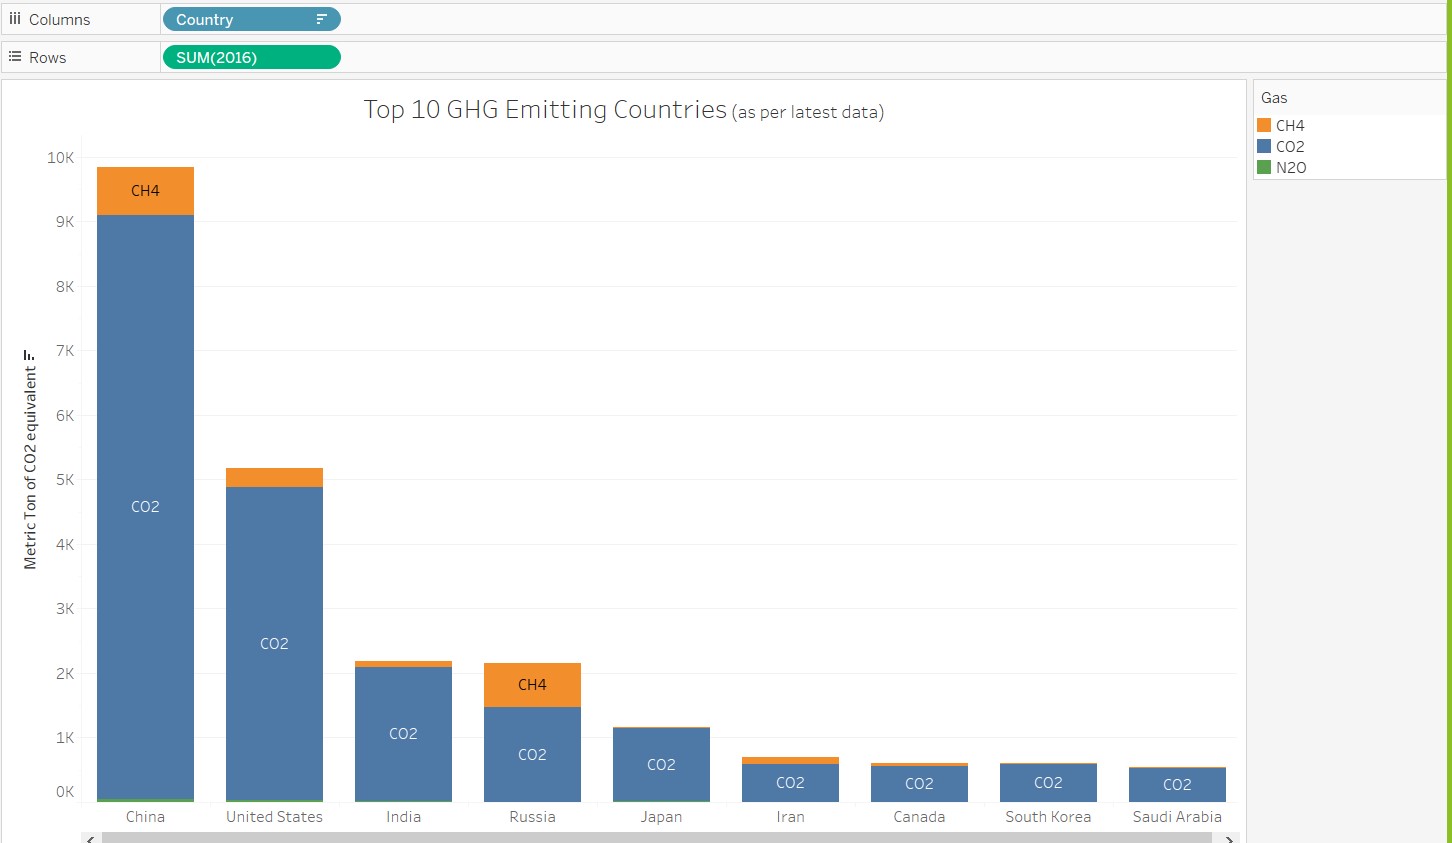 Columns
Country
Rows
SUM(2016)
Top 10 GHG Emitting Countries (as per latest data)
Gas
CH4
CO2
N2O
Metric Ton of CO2 equivalent
10K
9K
8K
7K
6K
5K
4K
3K
2K
1K
0K
CH4
CO2
CO2
CO2
CH4
CO2
CO2
CO2
CO2
CO2
CO2
China
United States
India
Russia
Japan
Iran
Canada
South Korea
Saudi Arabia